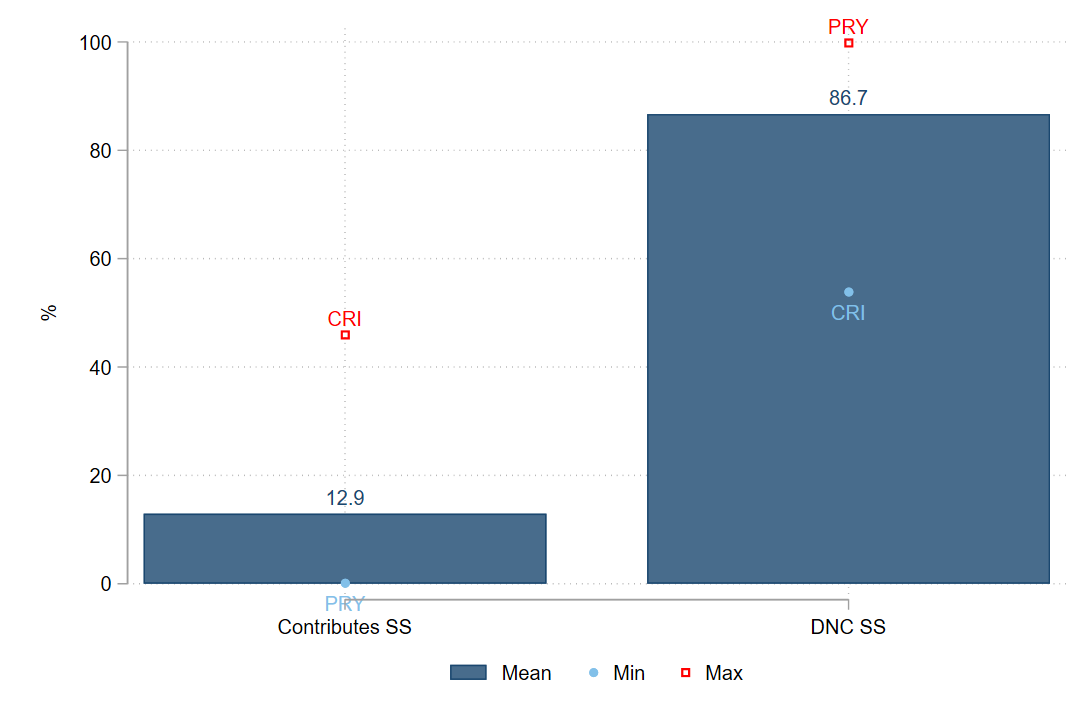 PRY
100
86.7
80
60
%
CRI
CRI
40
20
12.9
0
PRY
Contributes SS
DNC SS
Mean
Min
Max